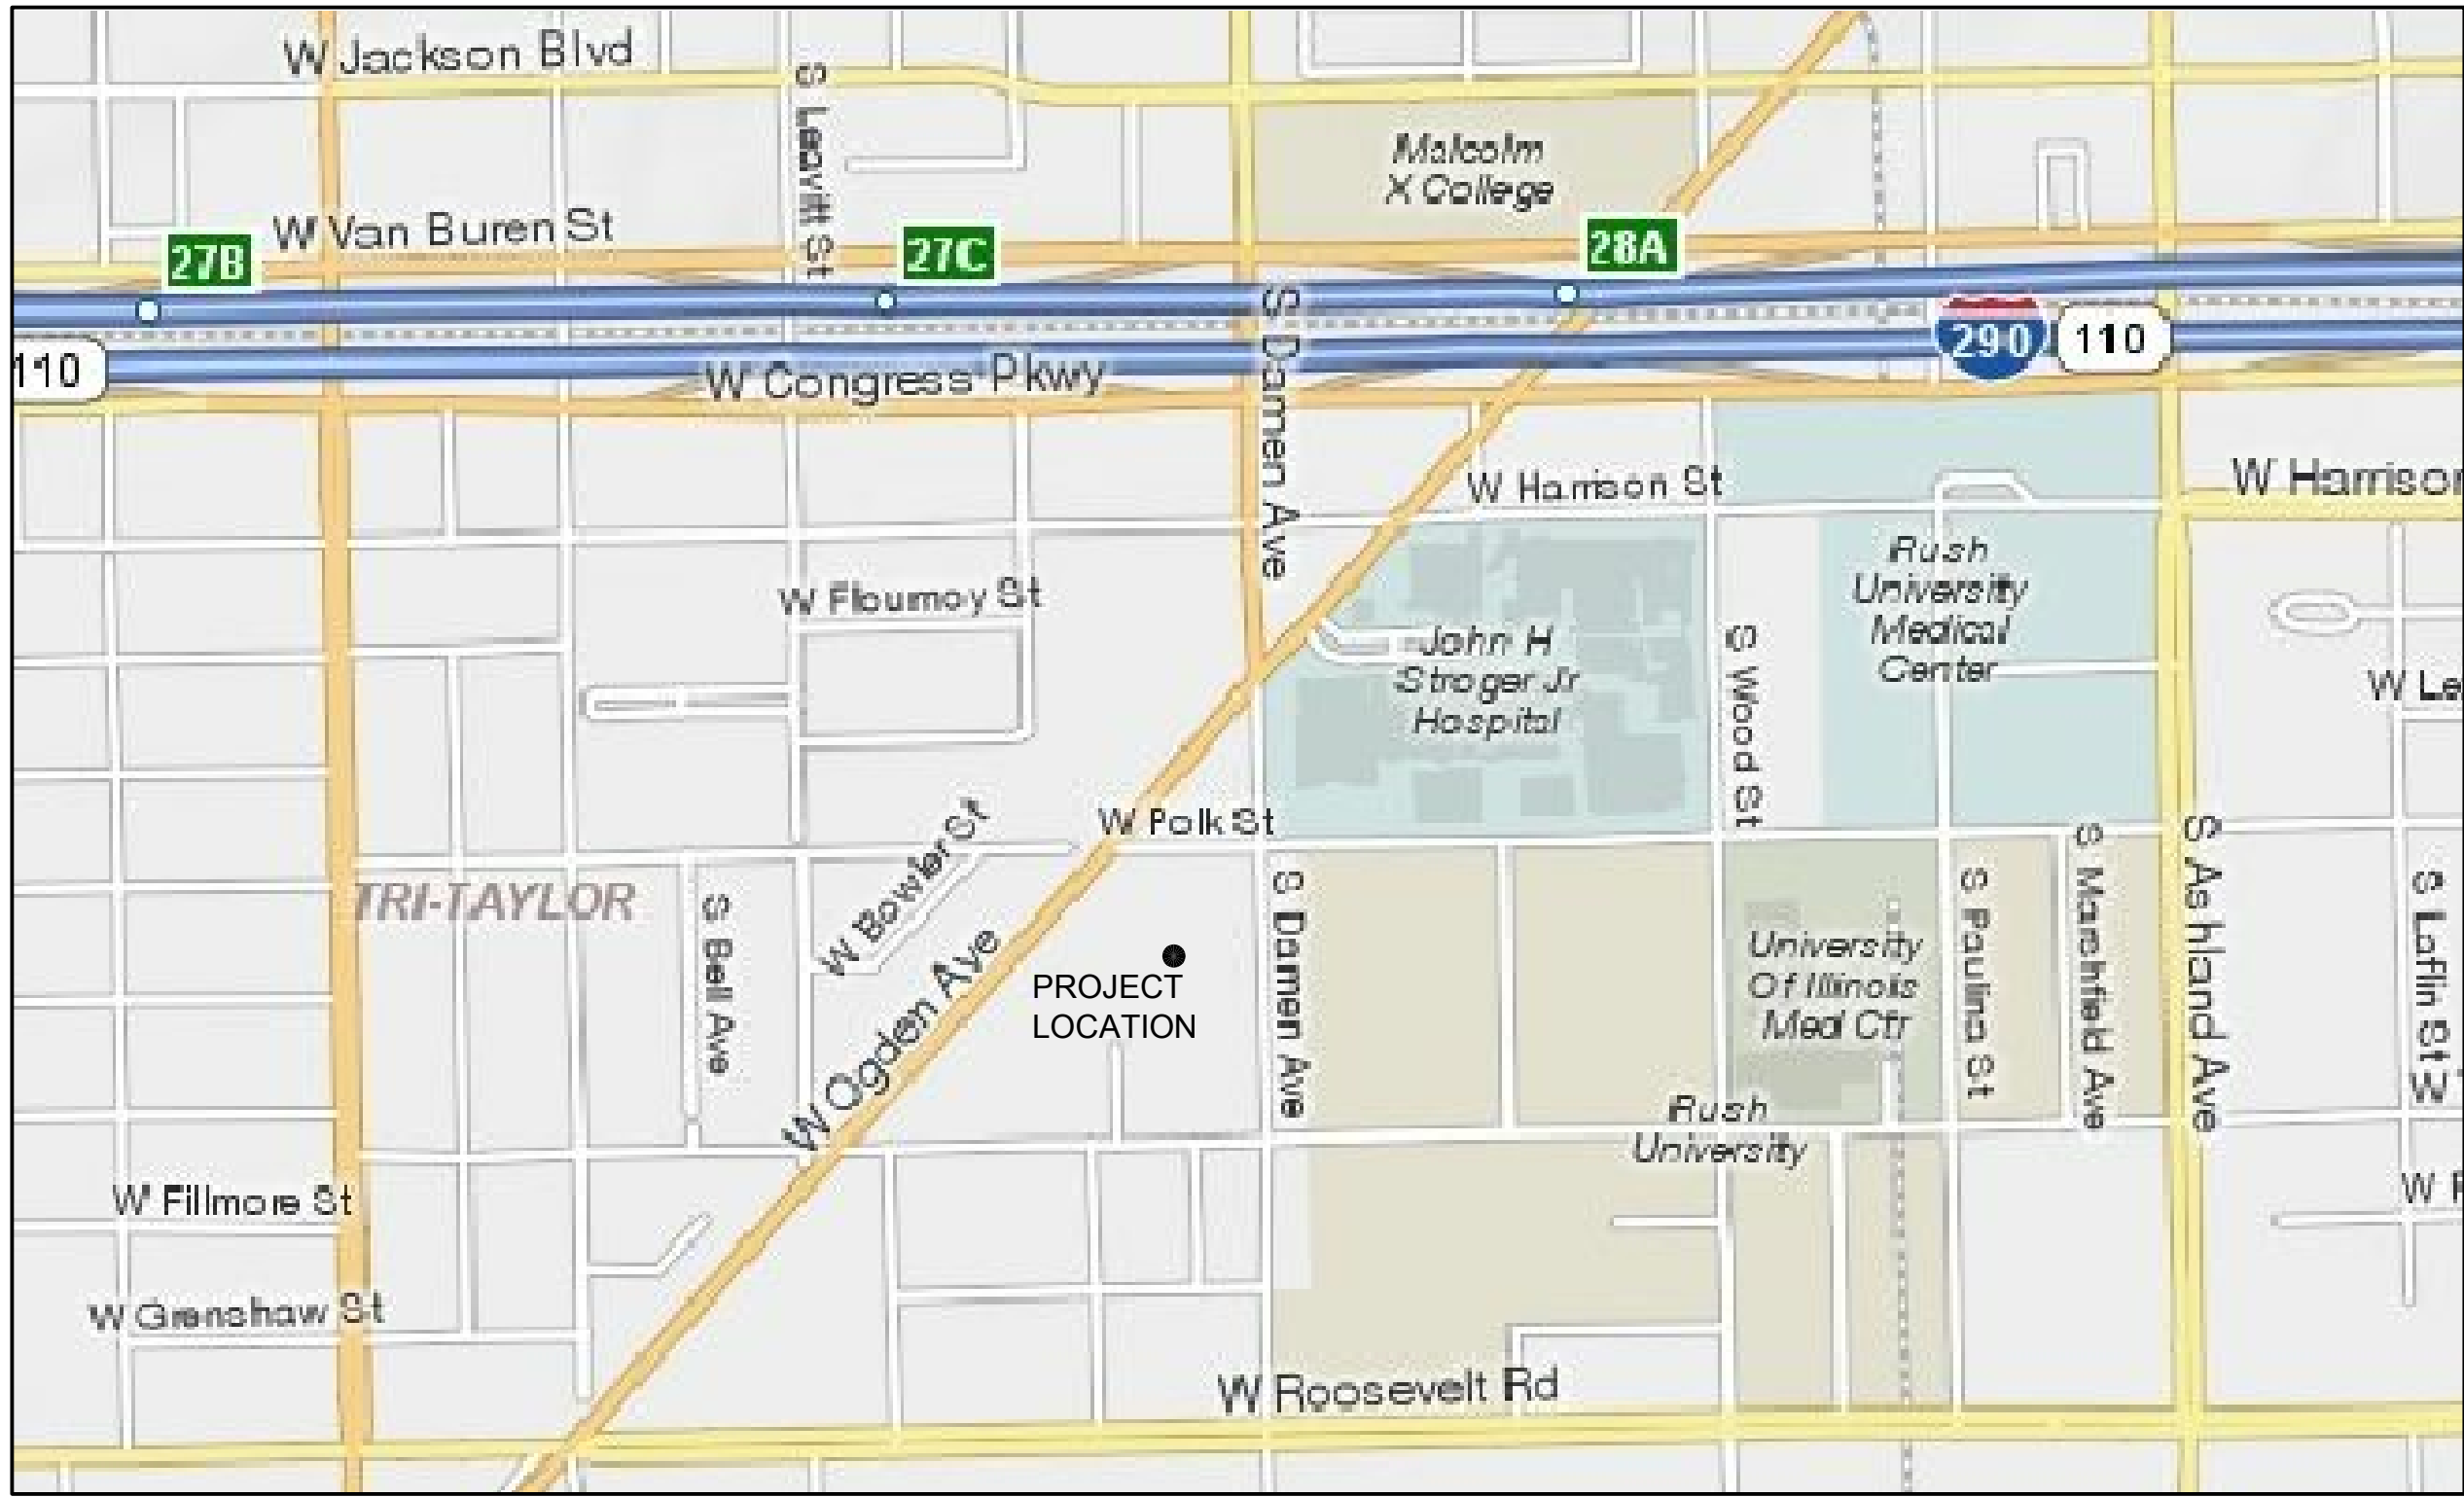 W Jackson Blvd
S Leavitt St
Malcolm
X College
W Van Buren St
27B
27C
28A
110
W Congress Pkwy
S Damen Ave
290
110
W Harrison St
W Harrison
W Flournoy St
John H
Stroger Jr
Hospital
Rush
University
Medical
Center
S Wood St
W Le
W Polk St
W Bowler St
TRI-TAYLOR
S Bell Ave
W Ogden Ave
PROJECT
LOCATION
S Damen Ave
University
Of Illinois
Med Ctr
S Paulina St
S Marshfield Ave
S Ashland Ave
S Laflin St
Rush
University
W Fillmore St
W
W Grenshaw St
W Roosevelt Rd